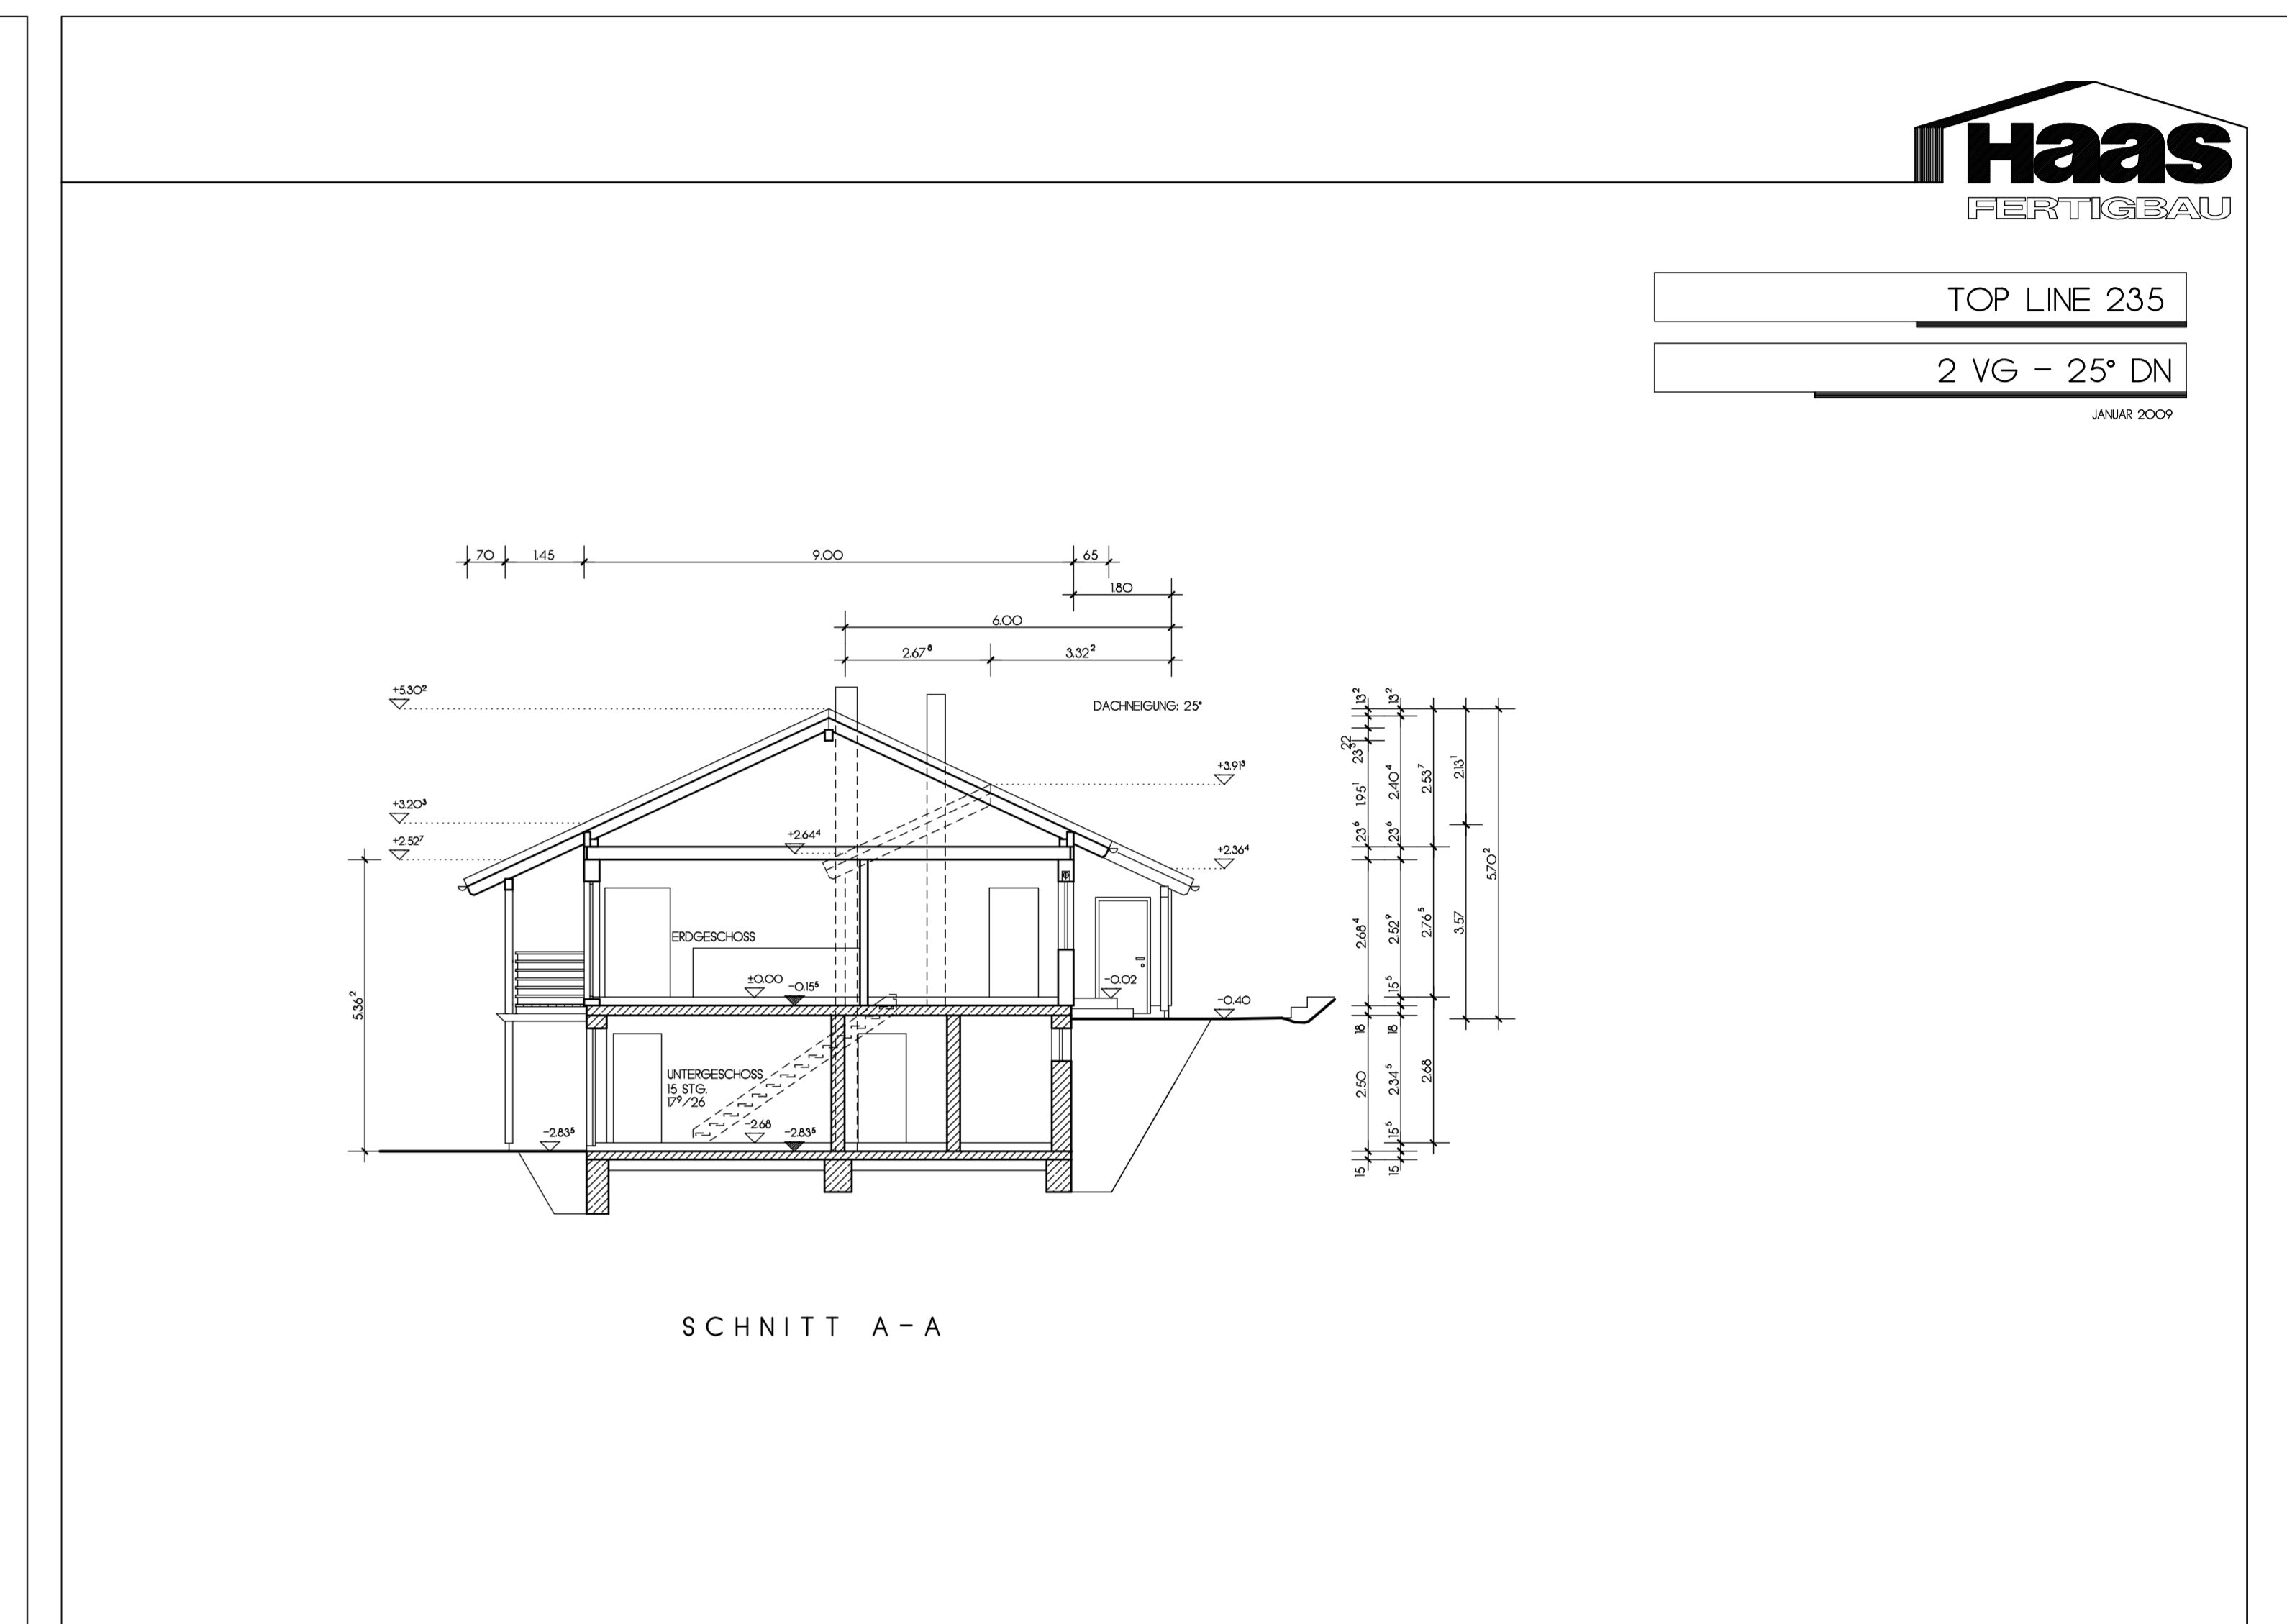 Haas
FERTIGBAU
TOP LINE 235
2 VG - 25° DN
JANUAR 2009
70 1.45 9.00 65
1.80
6.00
2.67⁸ 3.32²
DACHNEIGUNG: 25°
+5.30²
+3.20³
+2.52⁷
+3.91³
+2.36⁴
+2.64⁴
ERDGESCHOSS
±0.00
-0.15⁵
-0.02
-0.40
UNTERGESCHOSS
15 STG.
17⁹/26
-2.83⁵
-2.68
-2.83⁵
5.36²
13² 22 23⁵ 1.95¹ 23⁶ 2.68⁴ 18 2.50 15
13² 2.40⁴ 23⁶ 2.52⁹ 15⁵ 18 2.34⁵ 15⁵ 15
2.53⁷ 2.76⁵ 2.68
2.13¹ 3.57
5.70²
SCHNITT A-A